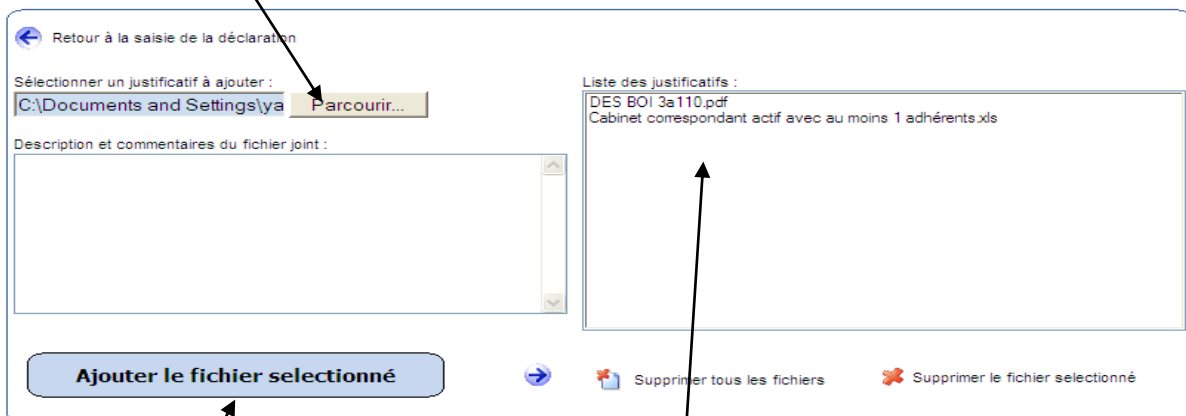 Retour à la saisie de la déclaration
Sélectionner un justificatif à ajouter :
C:\Documents and Settings\ya
Parcourir...
Description et commentaires du fichier joint :
Liste des justificatifs :
DES BOI 3a110.pdf
Cabinet correspondant actif avec au moins 1 adhérents.xls
Ajouter le fichier selectionné
Supprimer tous les fichiers
Supprimer le fichier selectionné